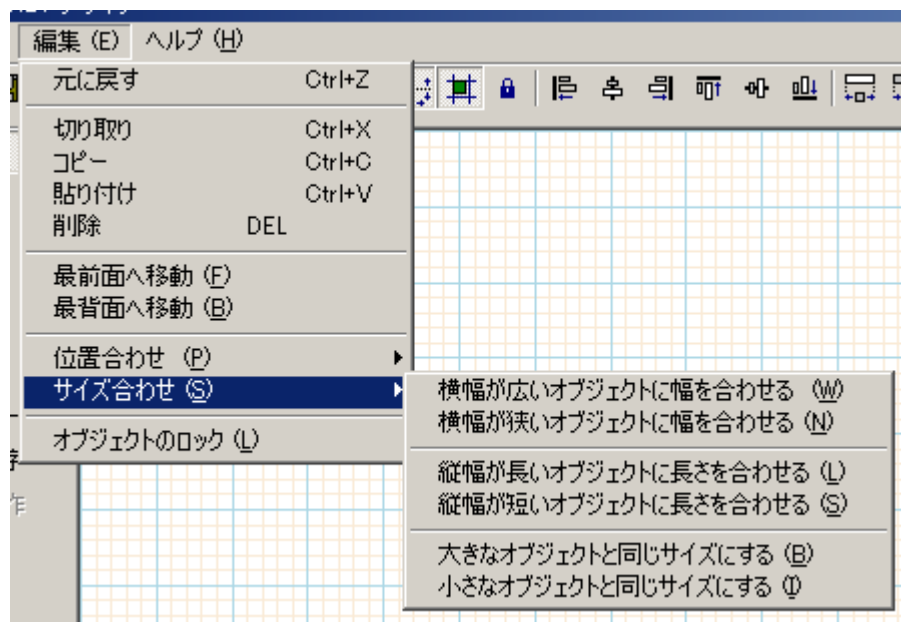 編集 (E) ヘルプ (H)
元に戻す Ctrl+Z
切り取り Ctrl+X
コピー Ctrl+C
貼り付け Ctrl+V
削除 DEL
最前面へ移動 (F)
最背面へ移動 (B)
位置合わせ (P)
サイズ合わせ (S)
オブジェクトのロック (L)
横幅が広いオブジェクトに幅を合わせる (W)
横幅が狭いオブジェクトに幅を合わせる (N)
縦幅が長いオブジェクトに長さを合わせる (L)
縦幅が短いオブジェクトに長さを合わせる (S)
大きなオブジェクトと同じサイズにする (B)
小さなオブジェクトと同じサイズにする (I)
作